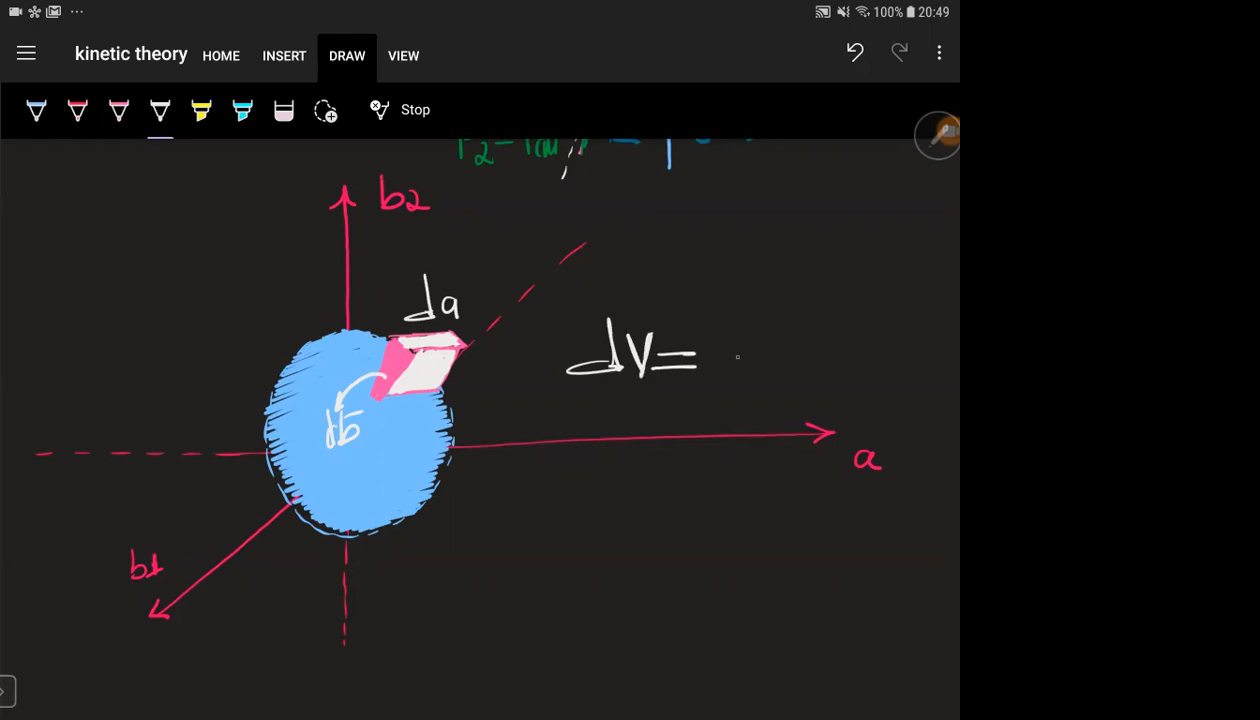 100% 20:49
kinetic theory HOME INSERT DRAW VIEW
Stop
b2
da
dV=
db
a
b1